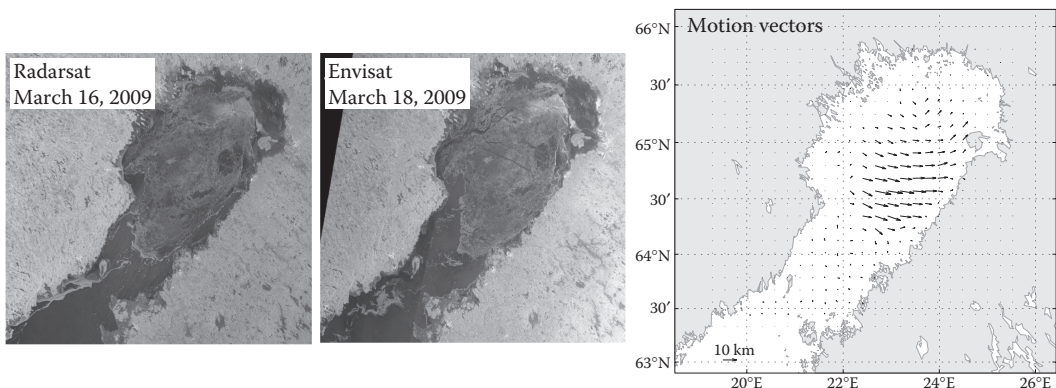 Radarsat
March 16, 2009
Envisat
March 18, 2009
Motion vectors
66°N
30′
65°N
30′
64°N
30′
63°N
10 km
20°E
22°E
24°E
26°E